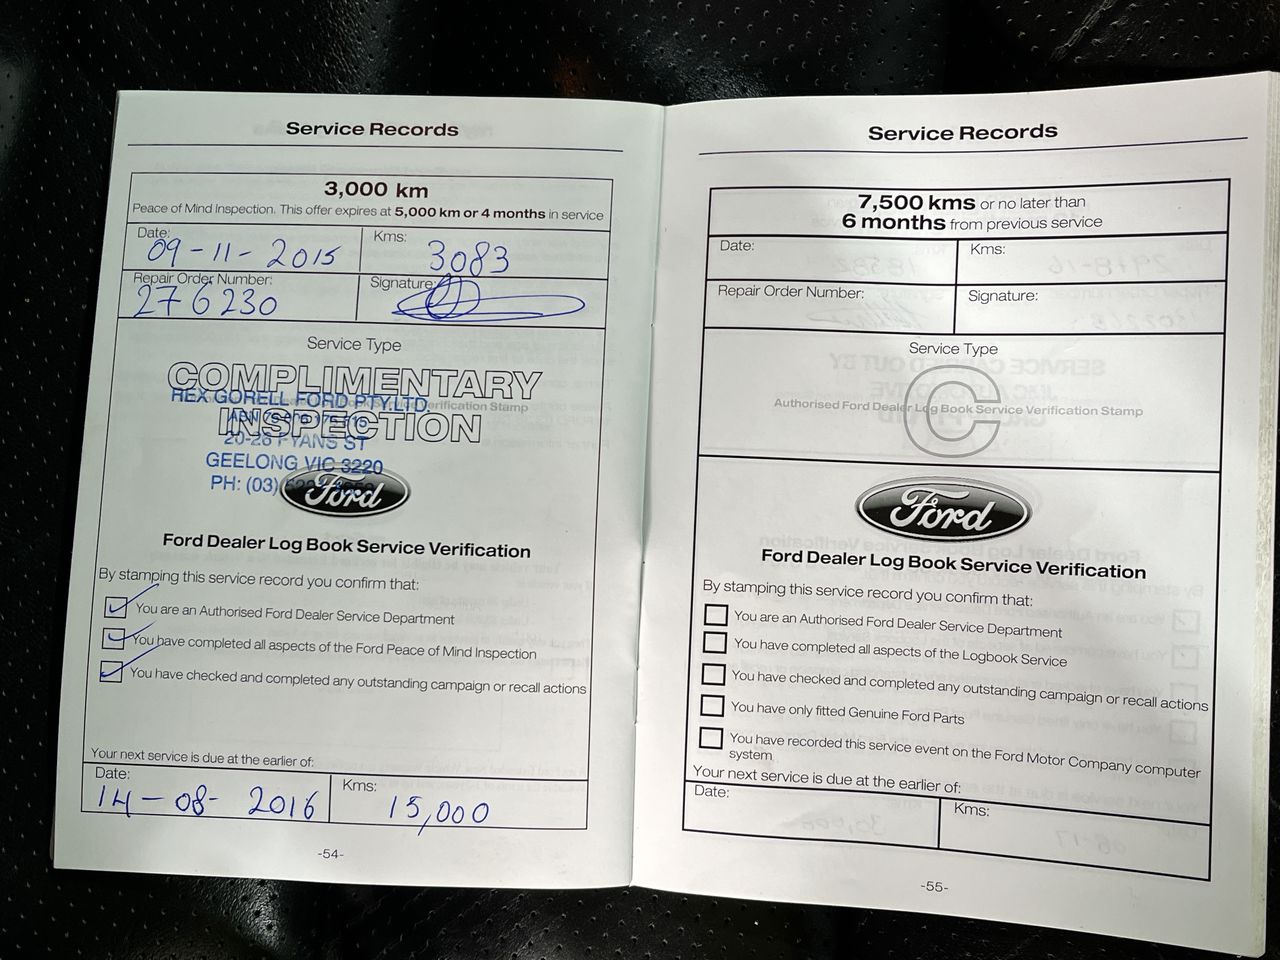 Service Records
3,000 km
Peace of Mind Inspection. This offer expires at 5,000 km or 4 months in service
Date: 09-11-2015
Kms: 3083
Repair Order Number: 276230
Signature:
Service Type
COMPLIMENTARY
REX GORELL FORD PTY.LTD.
Verification Stamp
INSPECTION
ABN
20-26 FYANS ST
GEELONG VIC 3220
PH: (03)
Ford
Ford Dealer Log Book Service Verification
By stamping this service record you confirm that:
You are an Authorised Ford Dealer Service Department
You have completed all aspects of the Ford Peace of Mind Inspection
You have checked and completed any outstanding campaign or recall actions
Your next service is due at the earlier of:
Date: 14-08-2016
Kms: 15,000
-54-
Service Records
7,500 kms or no later than
6 months from previous service
Date:
Kms:
Repair Order Number:
Signature:
Service Type
C
Authorised Ford Dealer Log Book Service Verification Stamp
Ford
Ford Dealer Log Book Service Verification
By stamping this service record you confirm that:
You are an Authorised Ford Dealer Service Department
You have completed all aspects of the Logbook Service
You have checked and completed any outstanding campaign or recall actions
You have only fitted Genuine Ford Parts
You have recorded this service event on the Ford Motor Company computer
system
Your next service is due at the earlier of:
Date:
Kms:
-55-